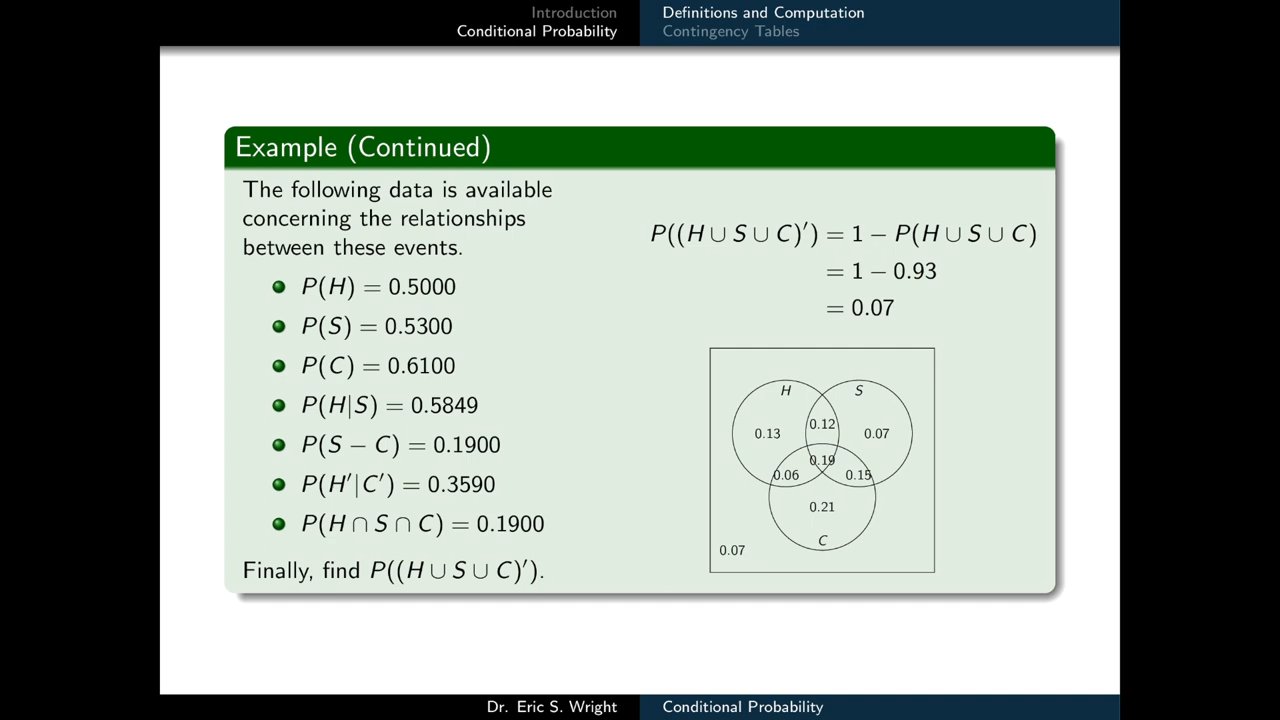 Introduction
Conditional Probability
Definitions and Computation
Contingency Tables
Example (Continued)
The following data is available
concerning the relationships
between these events.
P(H) = 0.5000
P(S) = 0.5300
P(C) = 0.6100
P(H|S) = 0.5849
P(S − C) = 0.1900
P(H′|C′) = 0.3590
P(H ∩ S ∩ C) = 0.1900
Finally, find P((H ∪ S ∪ C)′).
P((H ∪ S ∪ C)′) = 1 − P(H ∪ S ∪ C)
= 1 − 0.93
= 0.07
H
S
0.12
0.13
0.07
0.19
0.06
0.15
0.21
C
0.07
Dr. Eric S. Wright
Conditional Probability